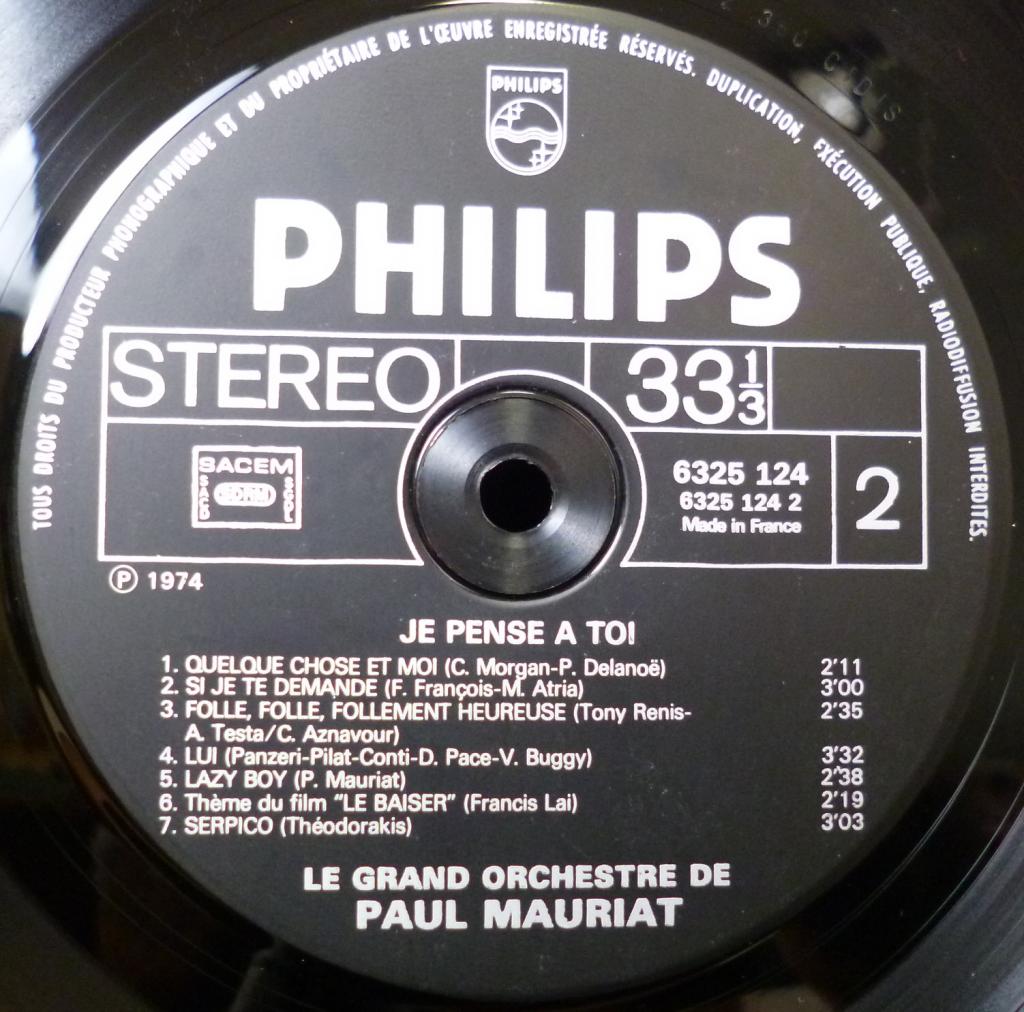 TOUS DROITS DU PRODUCTEUR PHONOGRAPHIQUE ET DU PROPRIÉTAIRE DE L'ŒUVRE ENREGISTRÉE RÉSERVÉS. DUPLICATION, EXÉCUTION PUBLIQUE, RADIODIFFUSION INTERDITES.
PHILIPS
PHILIPS
STEREO 33 1/3
SACEM
SACD SDRM SGDL
6325 124
6325 124 2
Made in France
2
Ⓟ 1974
JE PENSE A TOI
1. QUELQUE CHOSE ET MOI (C. Morgan-P. Delanoë) 2'11
2. SI JE TE DEMANDE (F. François-M. Atria) 3'00
3. FOLLE, FOLLE, FOLLEMENT HEUREUSE (Tony Renis- 2'35
A. Testa/C. Aznavour)
4. LUI (Panzeri-Pilat-Conti-D. Pace-V. Buggy) 3'32
5. LAZY BOY (P. Mauriat) 2'38
6. Thème du film "LE BAISER" (Francis Lai) 2'19
7. SERPICO (Théodorakis) 3'03
LE GRAND ORCHESTRE DE
PAUL MAURIAT